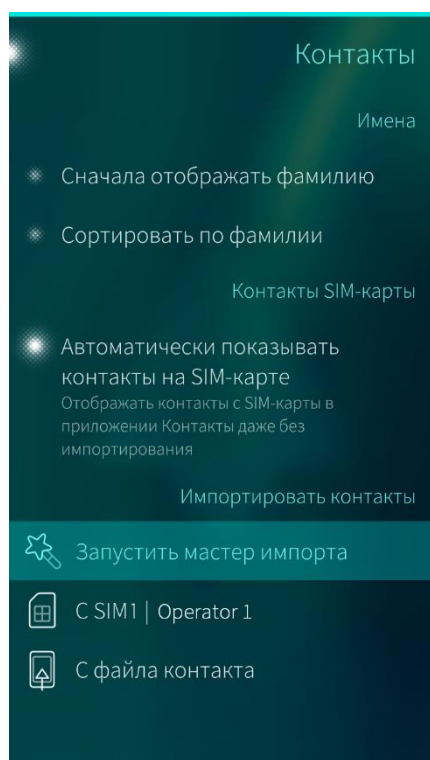 Контакты
Имена
Сначала отображать фамилию
Сортировать по фамилии
Контакты SIM-карты
Автоматически показывать
контакты на SIM-карте
Отображать контакты с SIM-карты в
приложении Контакты даже без
импортирования
Импортировать контакты
Запустить мастер импорта
С SIM1 | Operator 1
С файла контакта